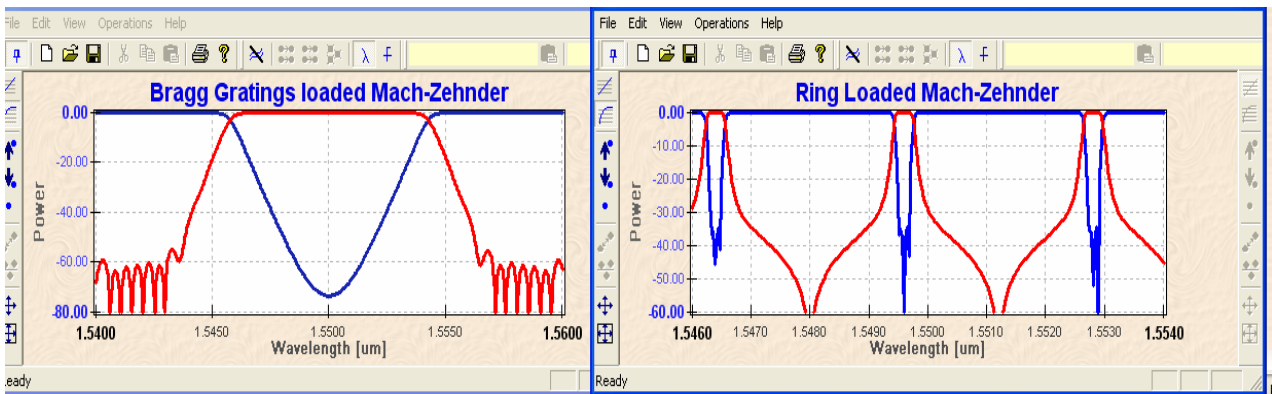 File Edit View Operations Help
Bragg Gratings loaded Mach-Zehnder
0.00
-20.00
-40.00
-60.00
-80.00
Power
1.5400 1.5450 1.5500 1.5550 1.5600
Wavelength [um]
eady
File Edit View Operations Help
Ring Loaded Mach-Zehnder
0.00
-10.00
-20.00
-30.00
-40.00
-50.00
-60.00
Power
1.5460 1.5470 1.5480 1.5490 1.5500 1.5510 1.5520 1.5530 1.5540
Wavelength [um]
Ready